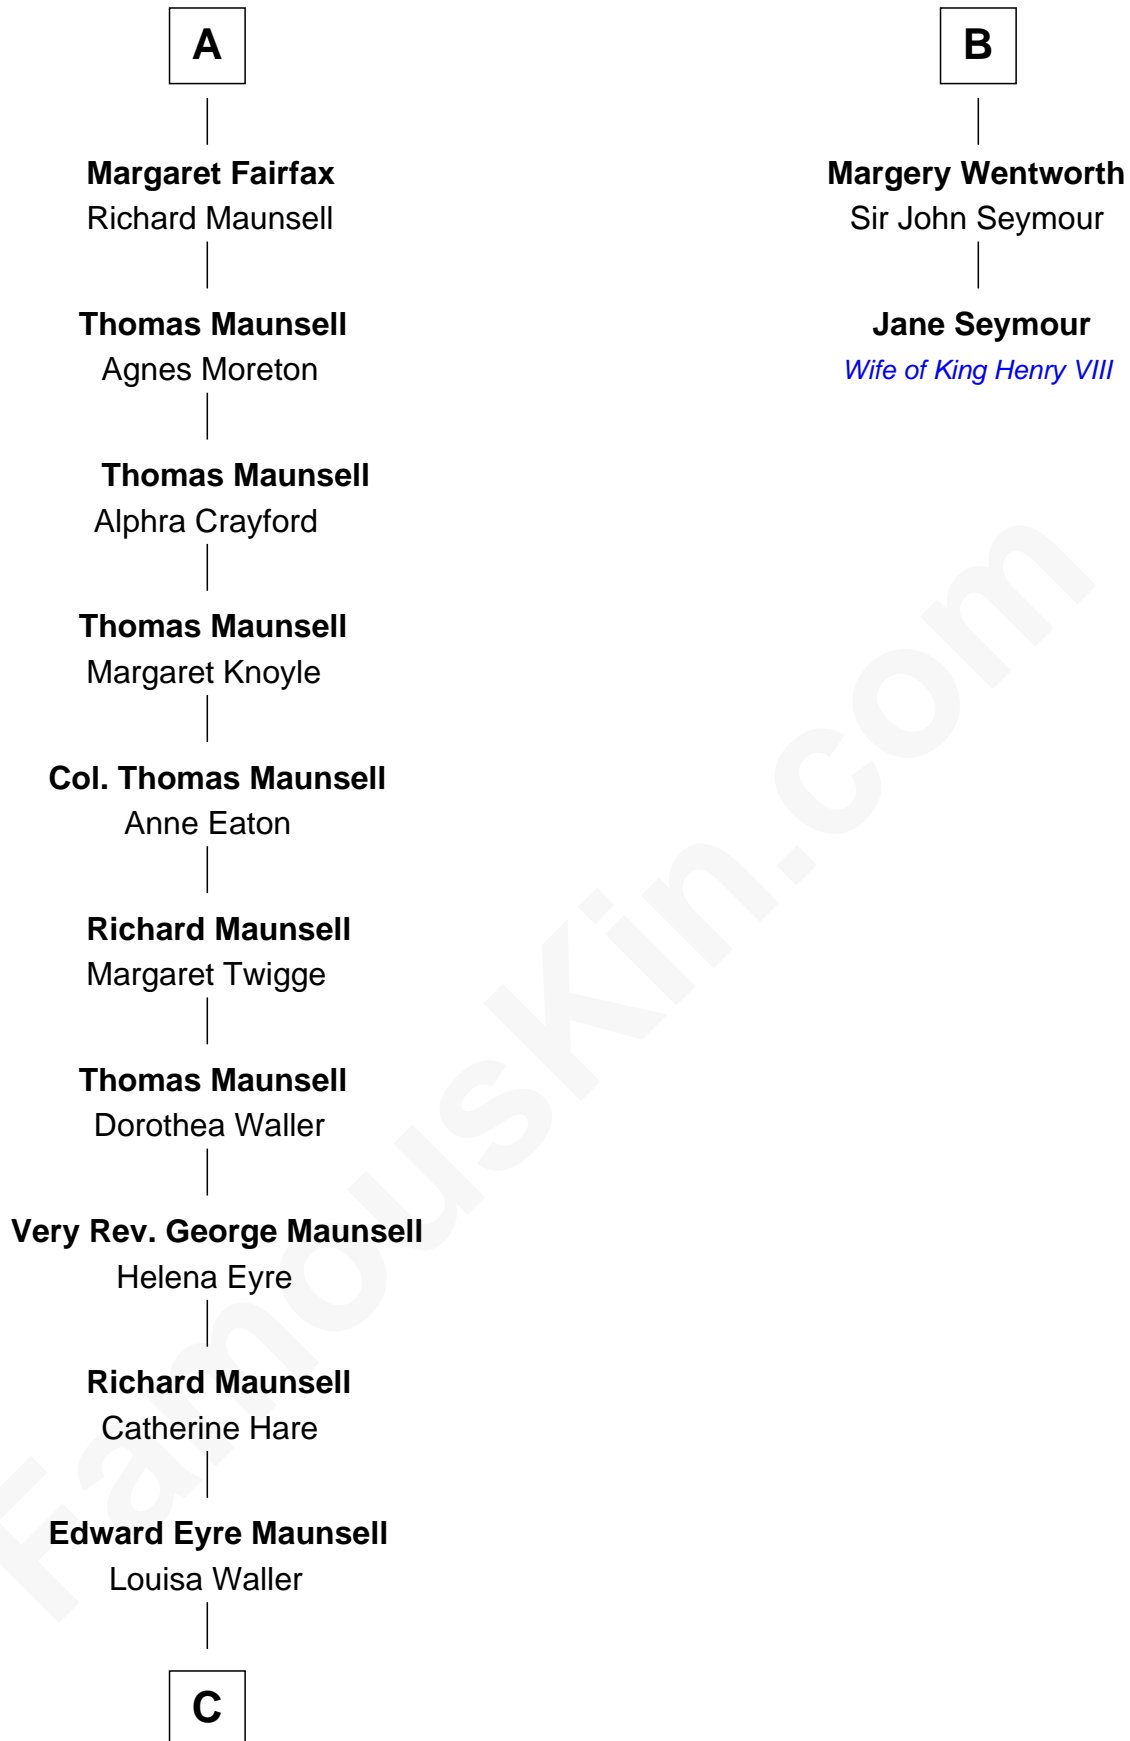 A
Margaret Fairfax
Richard Maunsell
Thomas Maunsell
Agnes Moreton
Thomas Maunsell
Alphra Crayford
Thomas Maunsell
Margaret Knoyle
Col. Thomas Maunsell
Anne Eaton
Richard Maunsell
Margaret Twigge
Thomas Maunsell
Dorothea Waller
Very Rev. George Maunsell
Helena Eyre
Richard Maunsell
Catherine Hare
Edward Eyre Maunsell
Louisa Waller
C
B
Margery Wentworth
Sir John Seymour
Jane Seymour
Wife of King Henry VIII
FamousKin.com